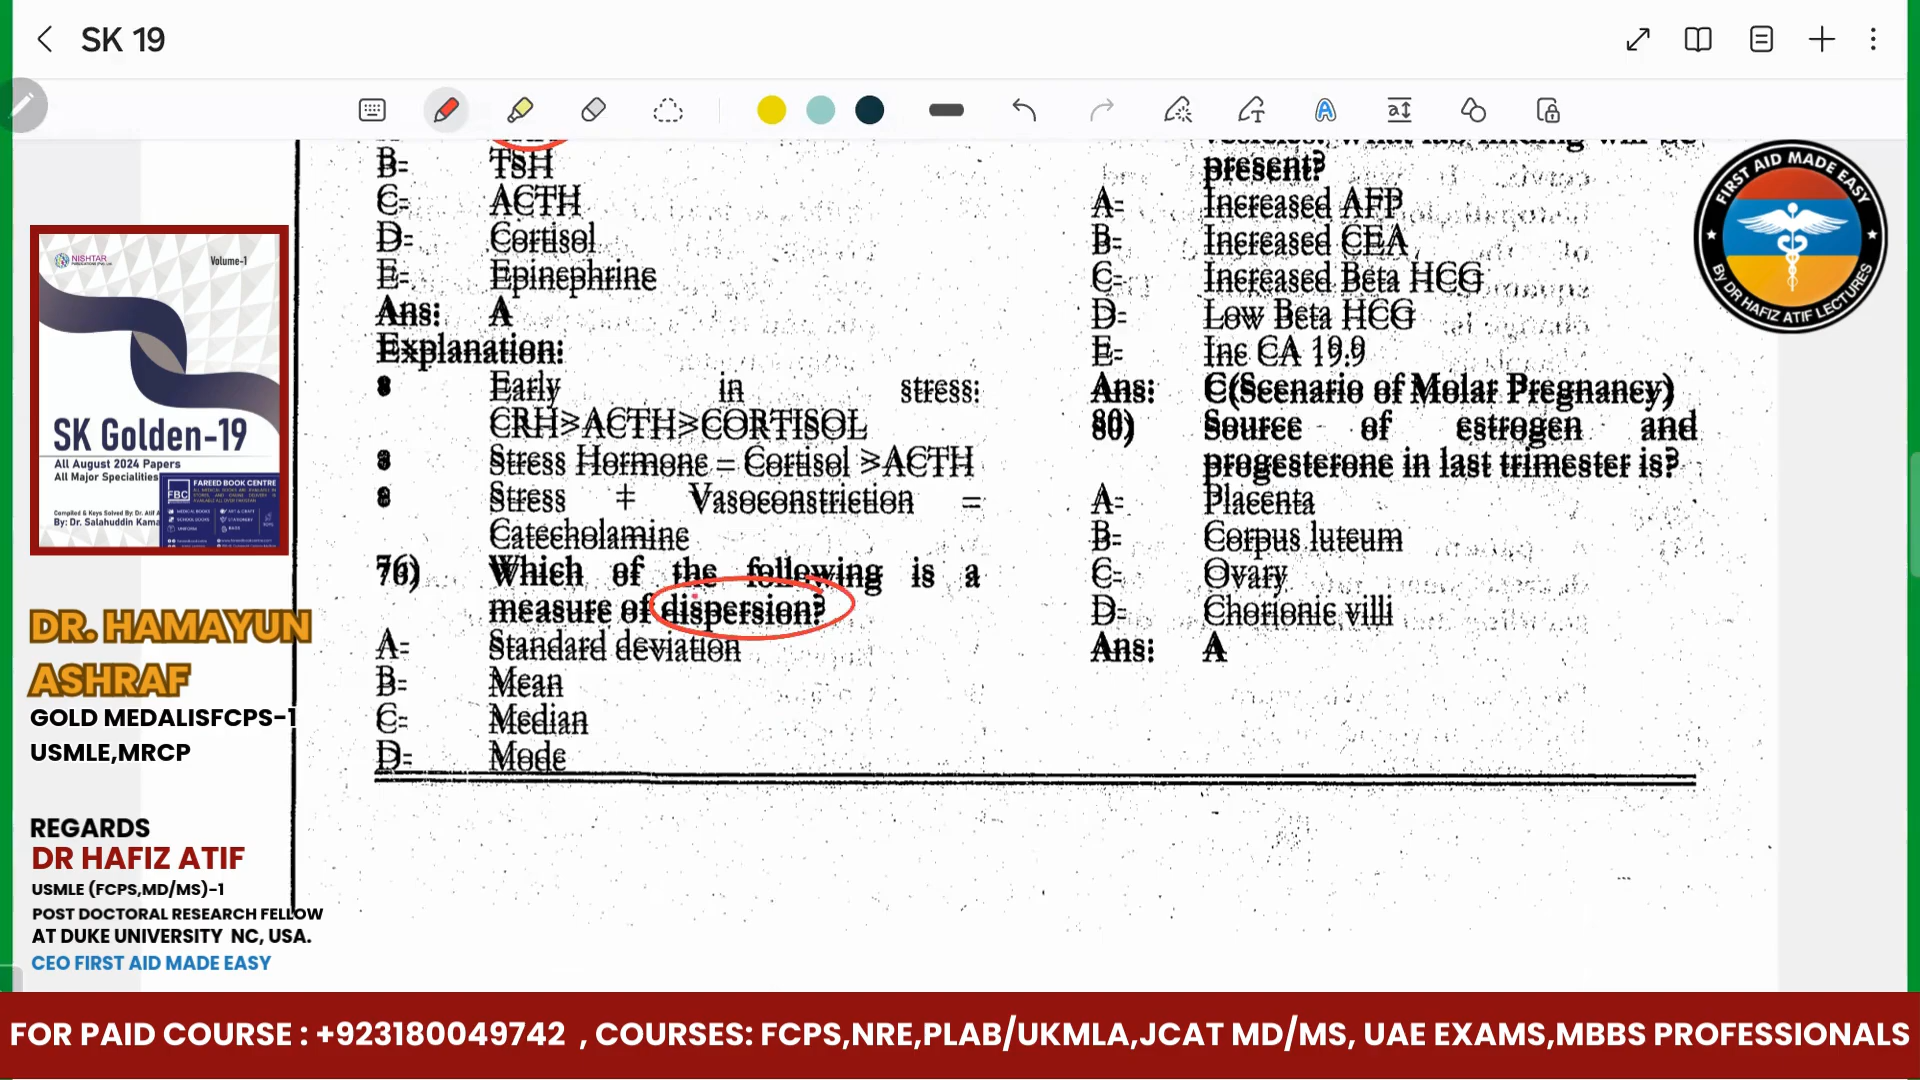 SK 19
B- TSH
C- ACTH
D- Cortisol
E- Epinephrine
Ans: A
Explanation:
Early in stress:
CRH>ACTH>CORTISOL
Stress Hormone = Cortisol >ACTH
Stress + Vasoconstriction =
Catecholamine
76) Which of the following is a
measure of dispersion?
A- Standard deviation
B- Mean
C- Median
D- Mode
present?
A- Increased AFP
B- Increased CEA
C- Increased Beta HCG
D- Low Beta HCG
E- Inc CA 19.9
Ans: C(Scenario of Molar Pregnancy)
80) Source of estrogen and
progesterone in last trimester is?
A- Placenta
B- Corpus luteum
C- Ovary
D- Chorionic villi
Ans: A
NISHTAR
Volume-1
SK Golden-19
All August 2024 Papers
All Major Specialities
Compiled & Keys Solved By: Dr. Atif A
By: Dr. Salahuddin Kama
FBC
FAREED BOOK CENTRE
DR. HAMAYUN
ASHRAF
GOLD MEDALISFCPS-1
USMLE,MRCP
REGARDS
DR HAFIZ ATIF
USMLE (FCPS,MD/MS)-1
POST DOCTORAL RESEARCH FELLOW
AT DUKE UNIVERSITY NC, USA.
CEO FIRST AID MADE EASY
FIRST AID MADE EASY
By DR HAFIZ ATIF LECTURES
FOR PAID COURSE : +923180049742 , COURSES: FCPS,NRE,PLAB/UKMLA,JCAT MD/MS, UAE EXAMS,MBBS PROFESSIONALS